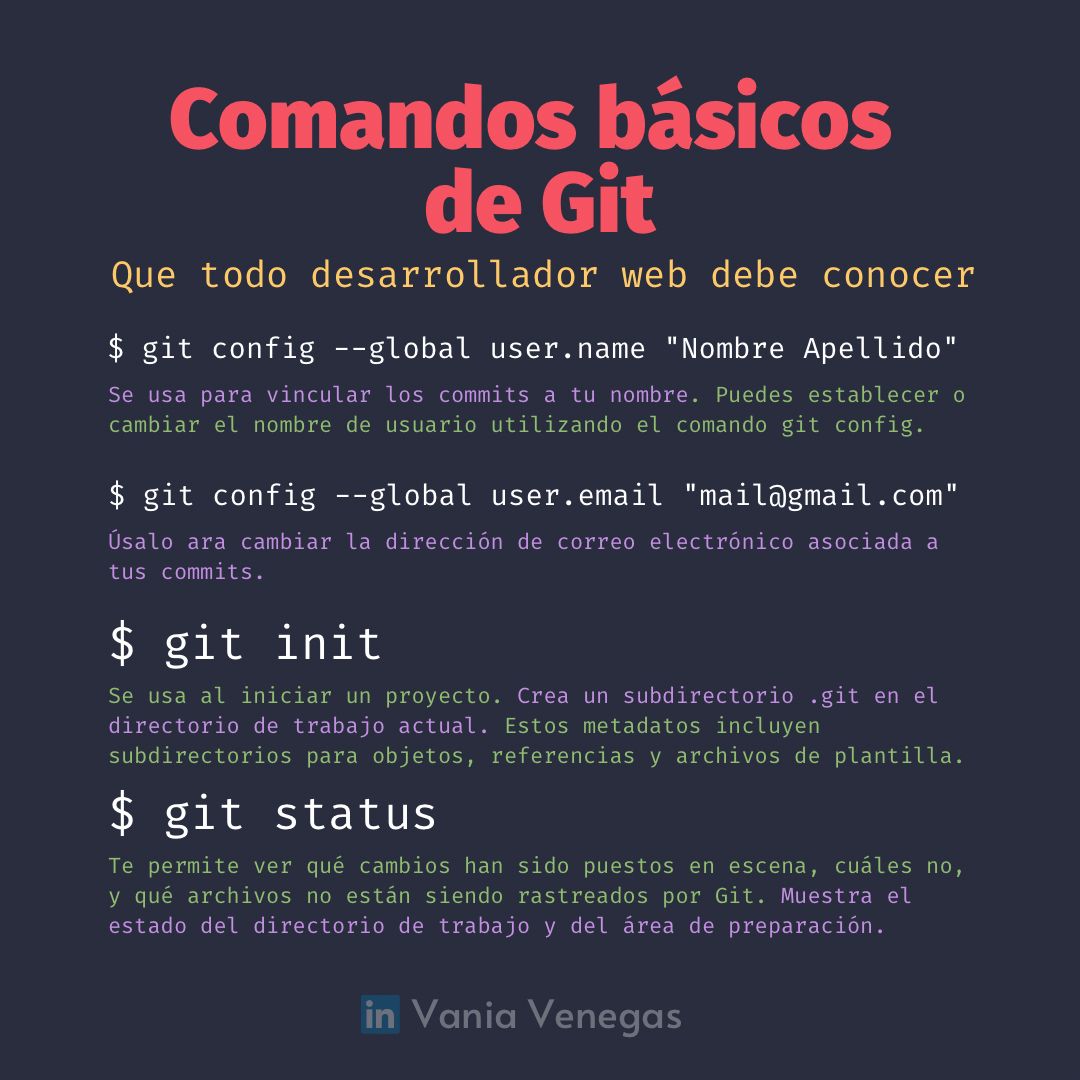 Comandos básicos
de Git
Que todo desarrollador web debe conocer
$ git config --global user.name "Nombre Apellido"
Se usa para vincular los commits a tu nombre. Puedes establecer o
cambiar el nombre de usuario utilizando el comando git config.
$ git config --global user.email "mail@gmail.com"
Úsalo ara cambiar la dirección de correo electrónico asociada a
tus commits.
$ git init
Se usa al iniciar un proyecto. Crea un subdirectorio .git en el
directorio de trabajo actual. Estos metadatos incluyen
subdirectorios para objetos, referencias y archivos de plantilla.
$ git status
Te permite ver qué cambios han sido puestos en escena, cuáles no,
y qué archivos no están siendo rastreados por Git. Muestra el
estado del directorio de trabajo y del área de preparación.
in Vania Venegas